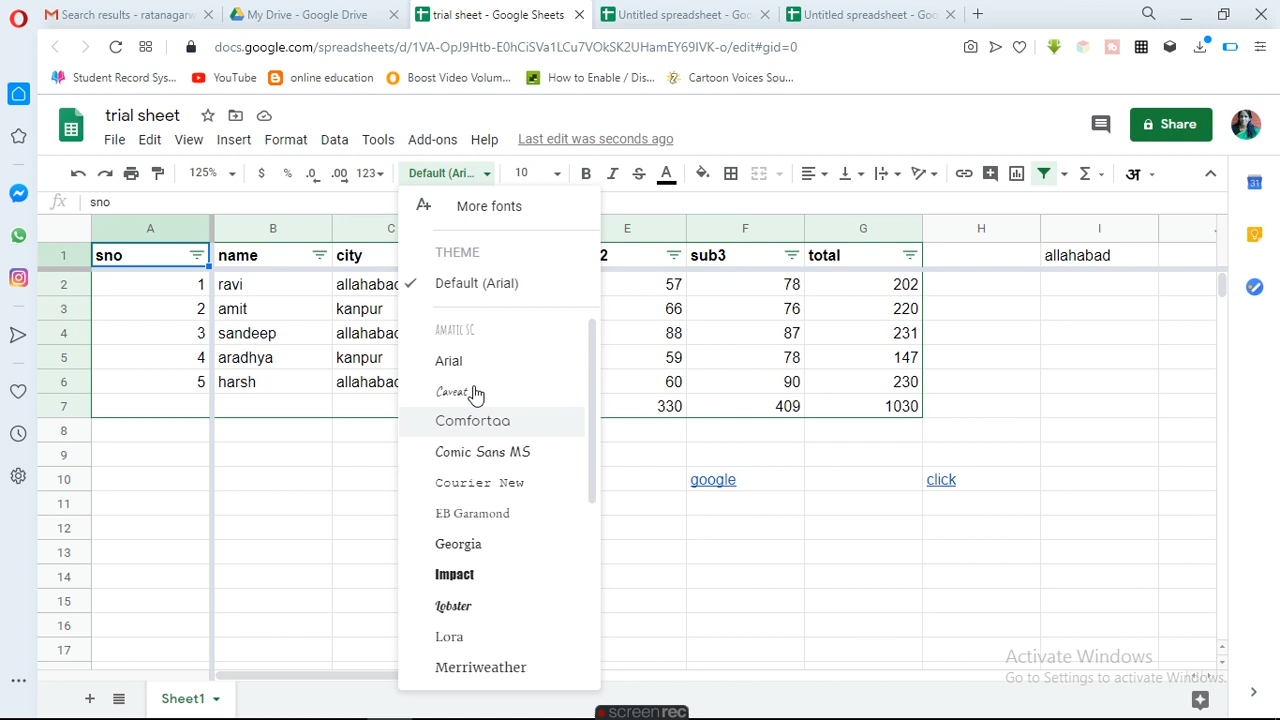 Search results - ratanagarw
My Drive - Google Drive
trial sheet - Google Sheets
Untitled spreadsheet - Goo
Untitled spreadsheet - Goo
docs.google.com/spreadsheets/d/1VA-OpJ9Htb-E0hCiSVa1LCu7VOkSK2UHamEY69IVK-o/edit#gid=0
Student Record Sys...
YouTube
online education
Boost Video Volum...
How to Enable / Dis...
Cartoon Voices Sou...
trial sheet
File Edit View Insert Format Data Tools Add-ons Help Last edit was seconds ago
Share
125% $ % .0 .00 123 Default (Ari... 10 B I S A Σ अ
fx sno
A B C E F G H I
1 sno name city 2 sub3 total allahabad
2 1 ravi allahabad 57 78 202
3 2 amit kanpur 66 76 220
4 3 sandeep allahabad 88 87 231
5 4 aradhya kanpur 59 78 147
6 5 harsh allahabad 60 90 230
7 330 409 1030
8
9
10 google click
11
12
13
14
15
16
17
More fonts
THEME
Default (Arial)
AMATIC SC
Arial
Caveat
Comfortaa
Comic Sans MS
Courier New
EB Garamond
Georgia
Impact
Lobster
Lora
Merriweather
Activate Windows
Go to Settings to activate Windows.
Sheet1
screenrec
31